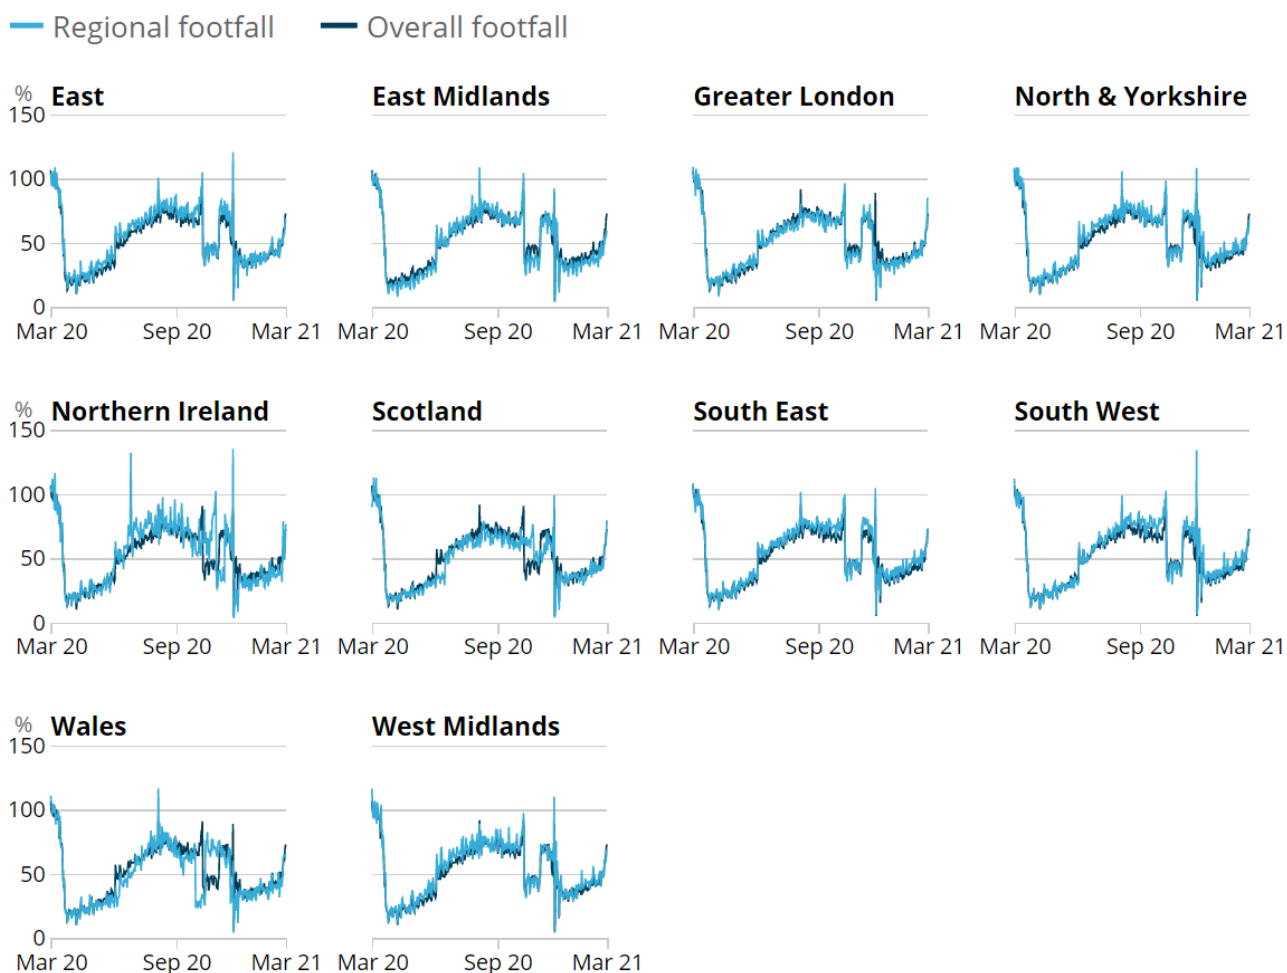 Regional footfall Overall footfall
% East East Midlands Greater London North & Yorkshire
150
100
50
0
Mar 20 Sep 20 Mar 21 Mar 20 Sep 20 Mar 21 Mar 20 Sep 20 Mar 21 Mar 20 Sep 20 Mar 21
% Northern Ireland Scotland South East South West
150
100
50
0
Mar 20 Sep 20 Mar 21 Mar 20 Sep 20 Mar 21 Mar 20 Sep 20 Mar 21 Mar 20 Sep 20 Mar 21
% Wales West Midlands
150
100
50
0
Mar 20 Sep 20 Mar 21 Mar 20 Sep 20 Mar 21